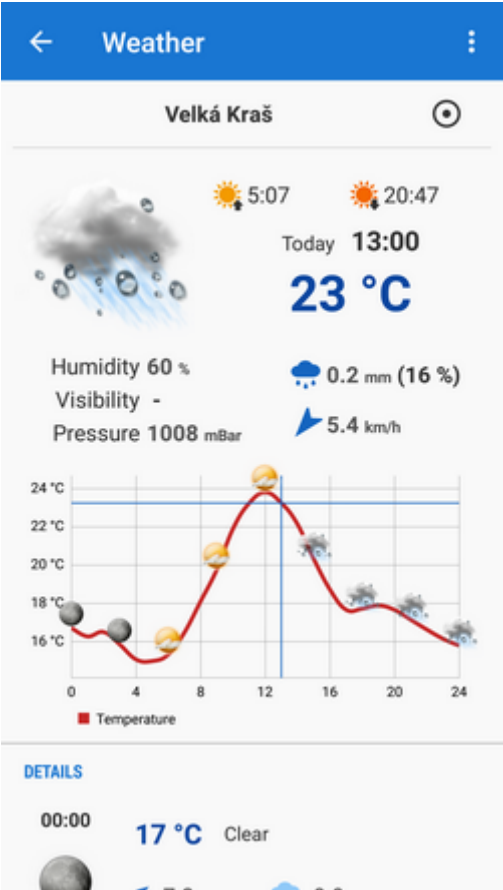 Weather
Velká Kraš
5:07 20:47
Today 13:00
23 °C
Humidity 60 % 0.2 mm (16 %)
Visibility -
Pressure 1008 mBar 5.4 km/h
24 °C
22 °C
20 °C
18 °C
16 °C
0 4 8 12 16 20 24
Temperature
DETAILS
00:00
17 °C Clear